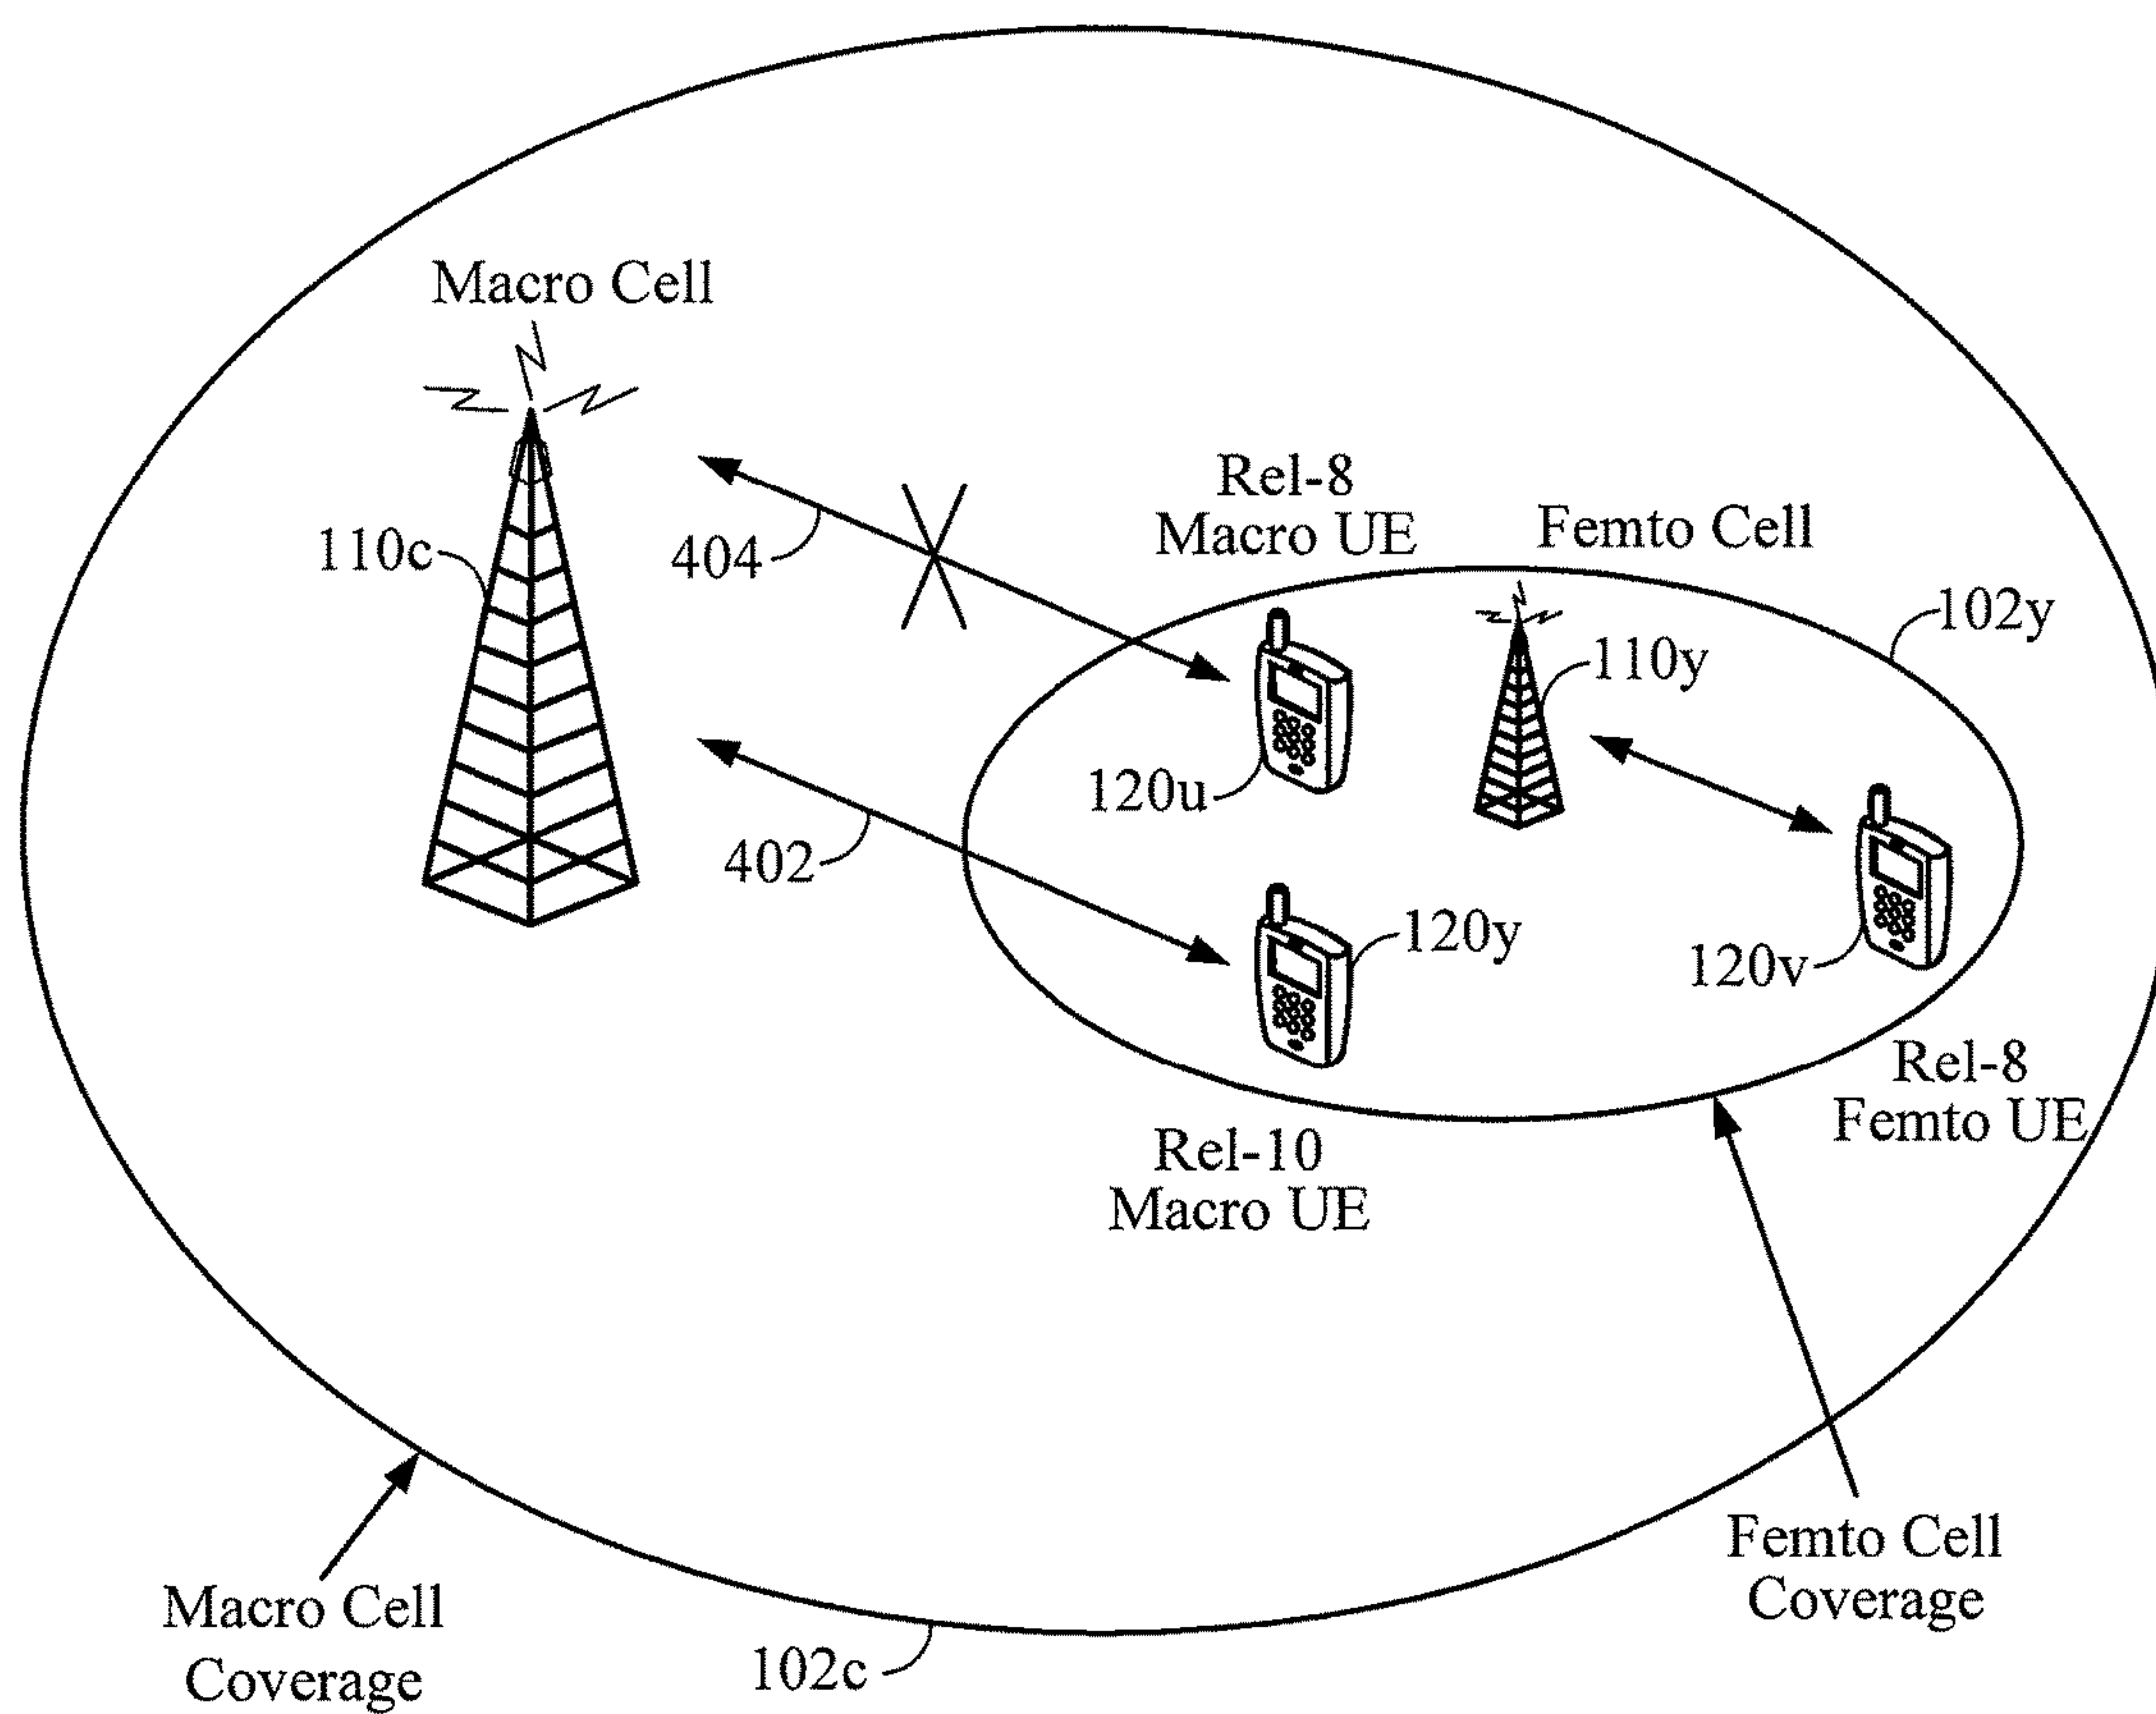 Macro Cell
110c
404
402
Rel-8
Macro UE
Femto Cell
102y
110y
120u
120y
120v
Rel-8
Femto UE
Rel-10
Macro UE
Femto Cell
Coverage
Macro Cell
Coverage
102c